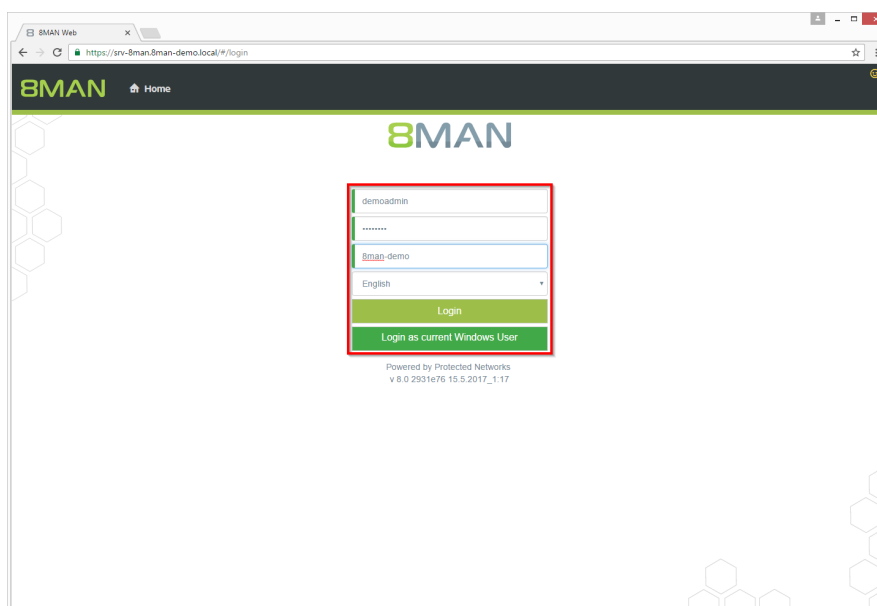 8MAN Web
https://srv-8man.8man-demo.local/#/login
8MAN Home
8MAN
demoadmin
••••••••
8man-demo
English
Login
Login as current Windows User
Powered by Protected Networks
v 8.0 2931e76 15.5.2017_1:17